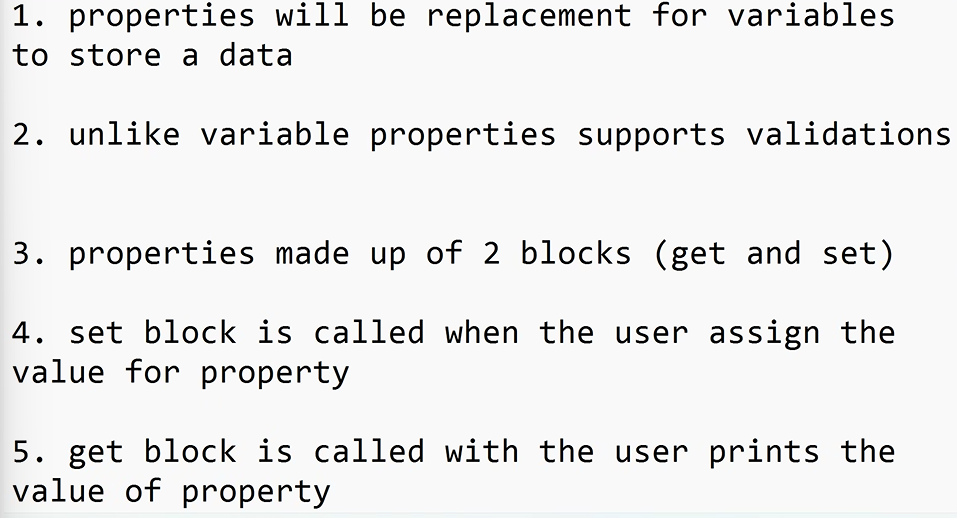 1. properties will be replacement for variables
to store a data
2. unlike variable properties supports validations
3. properties made up of 2 blocks (get and set)
4. set block is called when the user assign the
value for property
5. get block is called with the user prints the
value of property